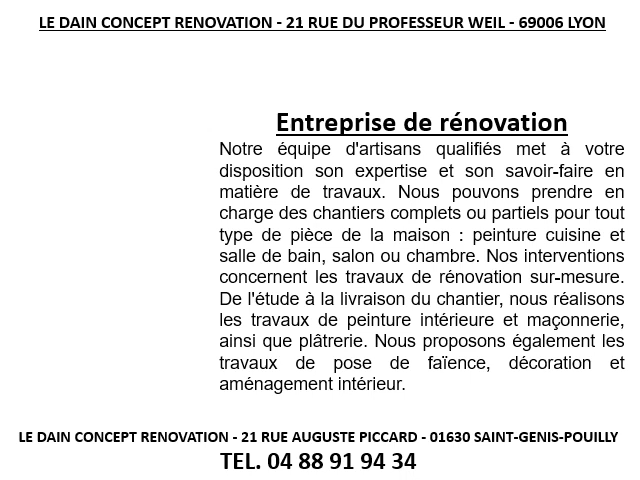 LE DAIN CONCEPT RENOVATION - 21 RUE DU PROFESSEUR WEIL - 69006 LYON
Entreprise de rénovation
Notre équipe d'artisans qualifiés met à votre
disposition son expertise et son savoir-faire en
matière de travaux. Nous pouvons prendre en
charge des chantiers complets ou partiels pour tout
type de pièce de la maison : peinture cuisine et
salle de bain, salon ou chambre. Nos interventions
concernent les travaux de rénovation sur-mesure.
De l'étude à la livraison du chantier, nous réalisons
les travaux de peinture intérieure et maçonnerie,
ainsi que plâtrerie. Nous proposons également les
travaux de pose de faïence, décoration et
aménagement intérieur.
LE DAIN CONCEPT RENOVATION - 21 RUE AUGUSTE PICCARD - 01630 SAINT-GENIS-POUILLY
TEL. 04 88 91 94 34